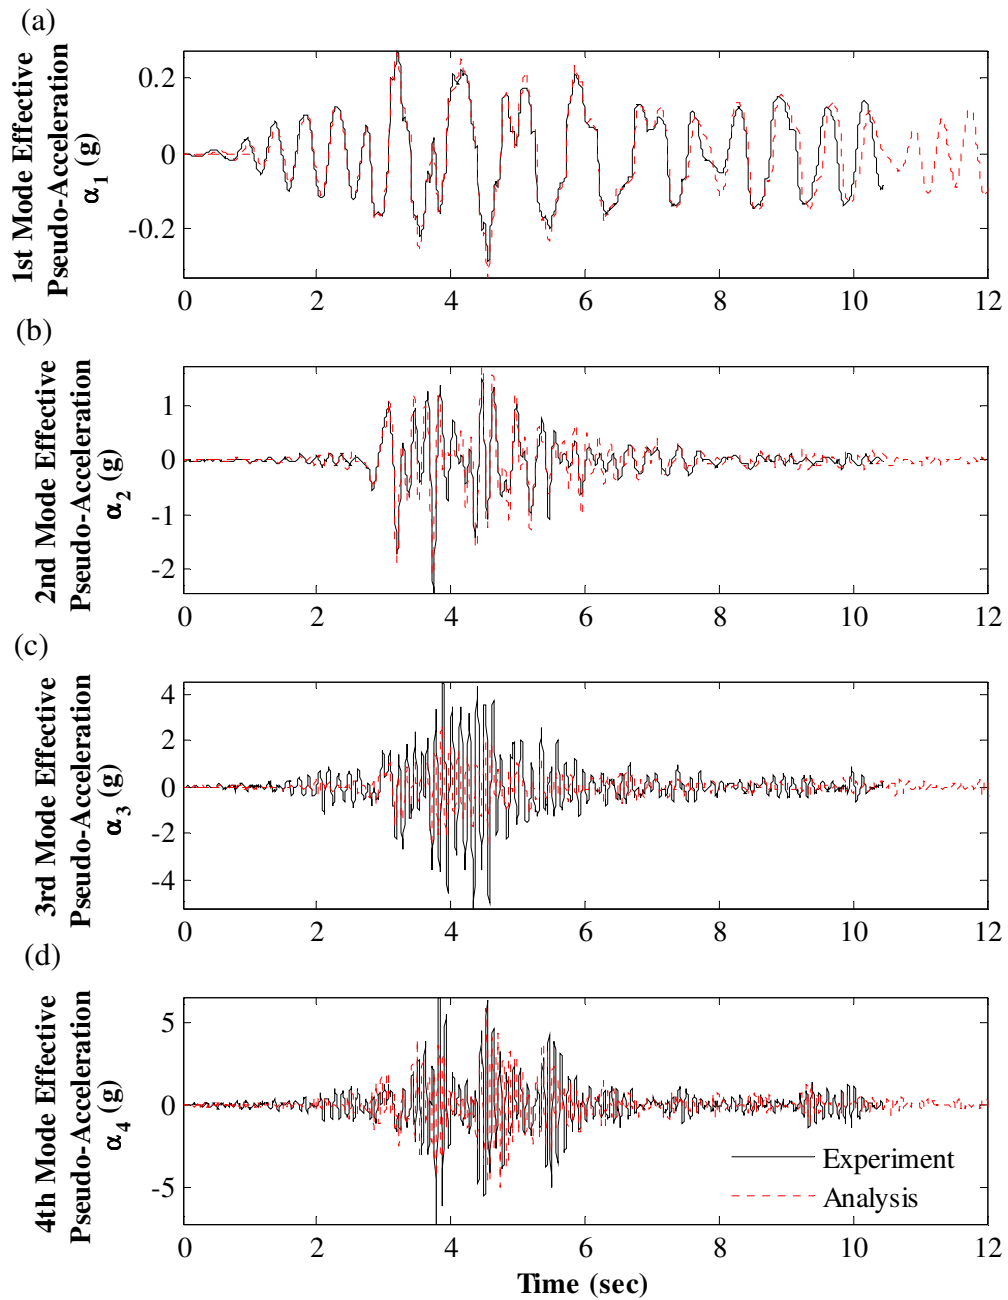 (a)
1st Mode Effective
Pseudo-Acceleration
α1 (g)
0.2
0
-0.2
0 2 4 6 8 10 12
(b)
2nd Mode Effective
Pseudo-Acceleration
α2 (g)
1
0
-1
-2
0 2 4 6 8 10 12
(c)
3rd Mode Effective
Pseudo-Acceleration
α3 (g)
4
2
0
-2
-4
0 2 4 6 8 10 12
(d)
4th Mode Effective
Pseudo-Acceleration
α4 (g)
5
0
-5
Experiment
Analysis
0 2 4 6 8 10 12
Time (sec)